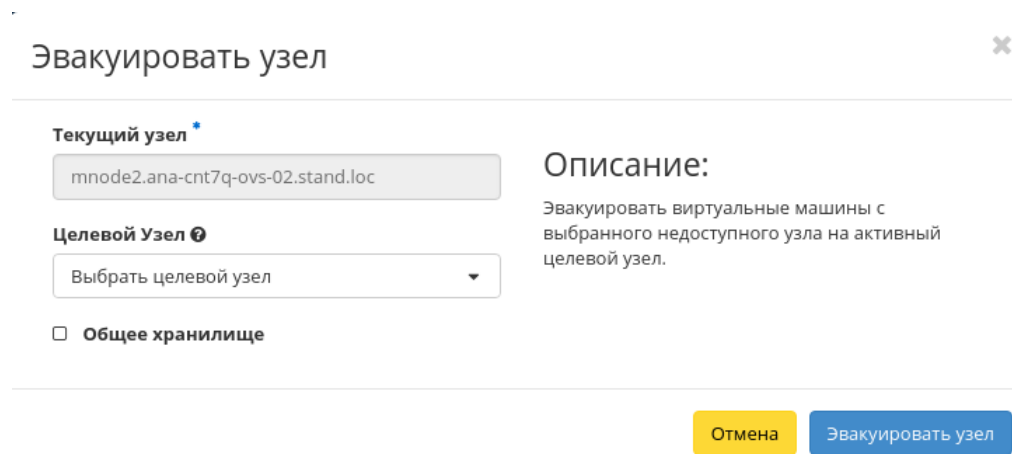 Эвакуировать узел
Текущий узел *
mnode2.ana-cnt7q-ovs-02.stand.loc
Целевой Узел
Выбрать целевой узел
Общее хранилище
Описание:
Эвакуировать виртуальные машины с
выбранного недоступного узла на активный
целевой узел.
Отмена
Эвакуировать узел